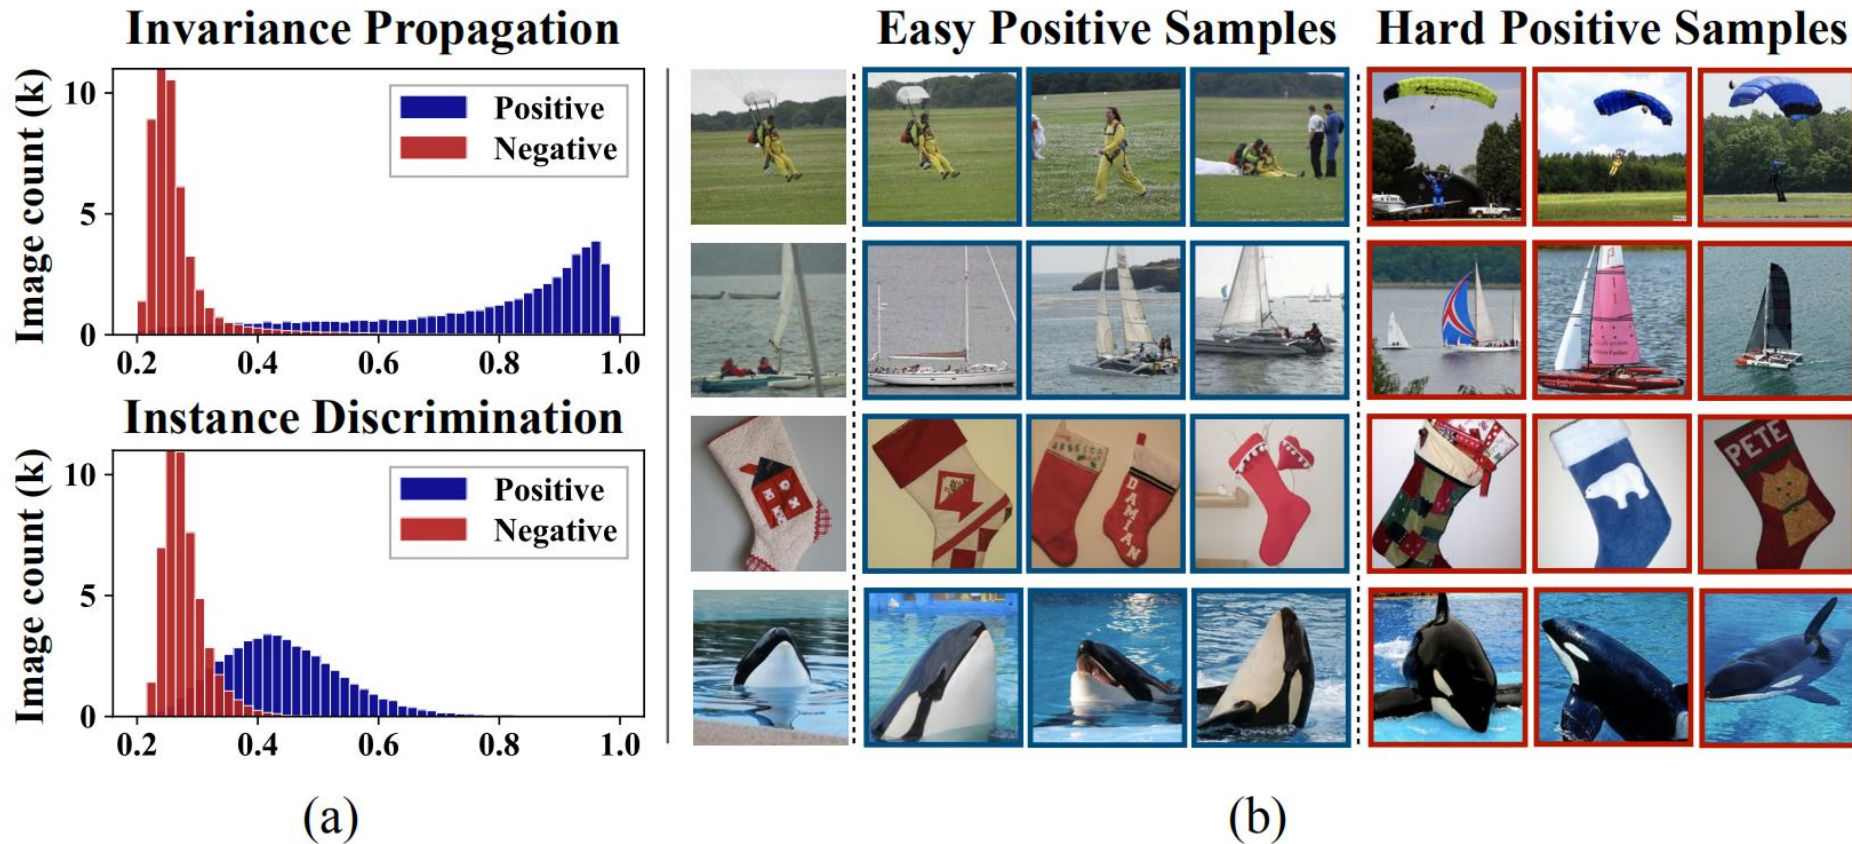 Invariance Propagation
Image count (k)
10
5
0
Positive
Negative
0.2 0.4 0.6 0.8 1.0
Instance Discrimination
Image count (k)
10
5
0
Positive
Negative
0.2 0.4 0.6 0.8 1.0
(a)
Easy Positive Samples
Hard Positive Samples
JESSICA
DAMIAN
PETE
(b)